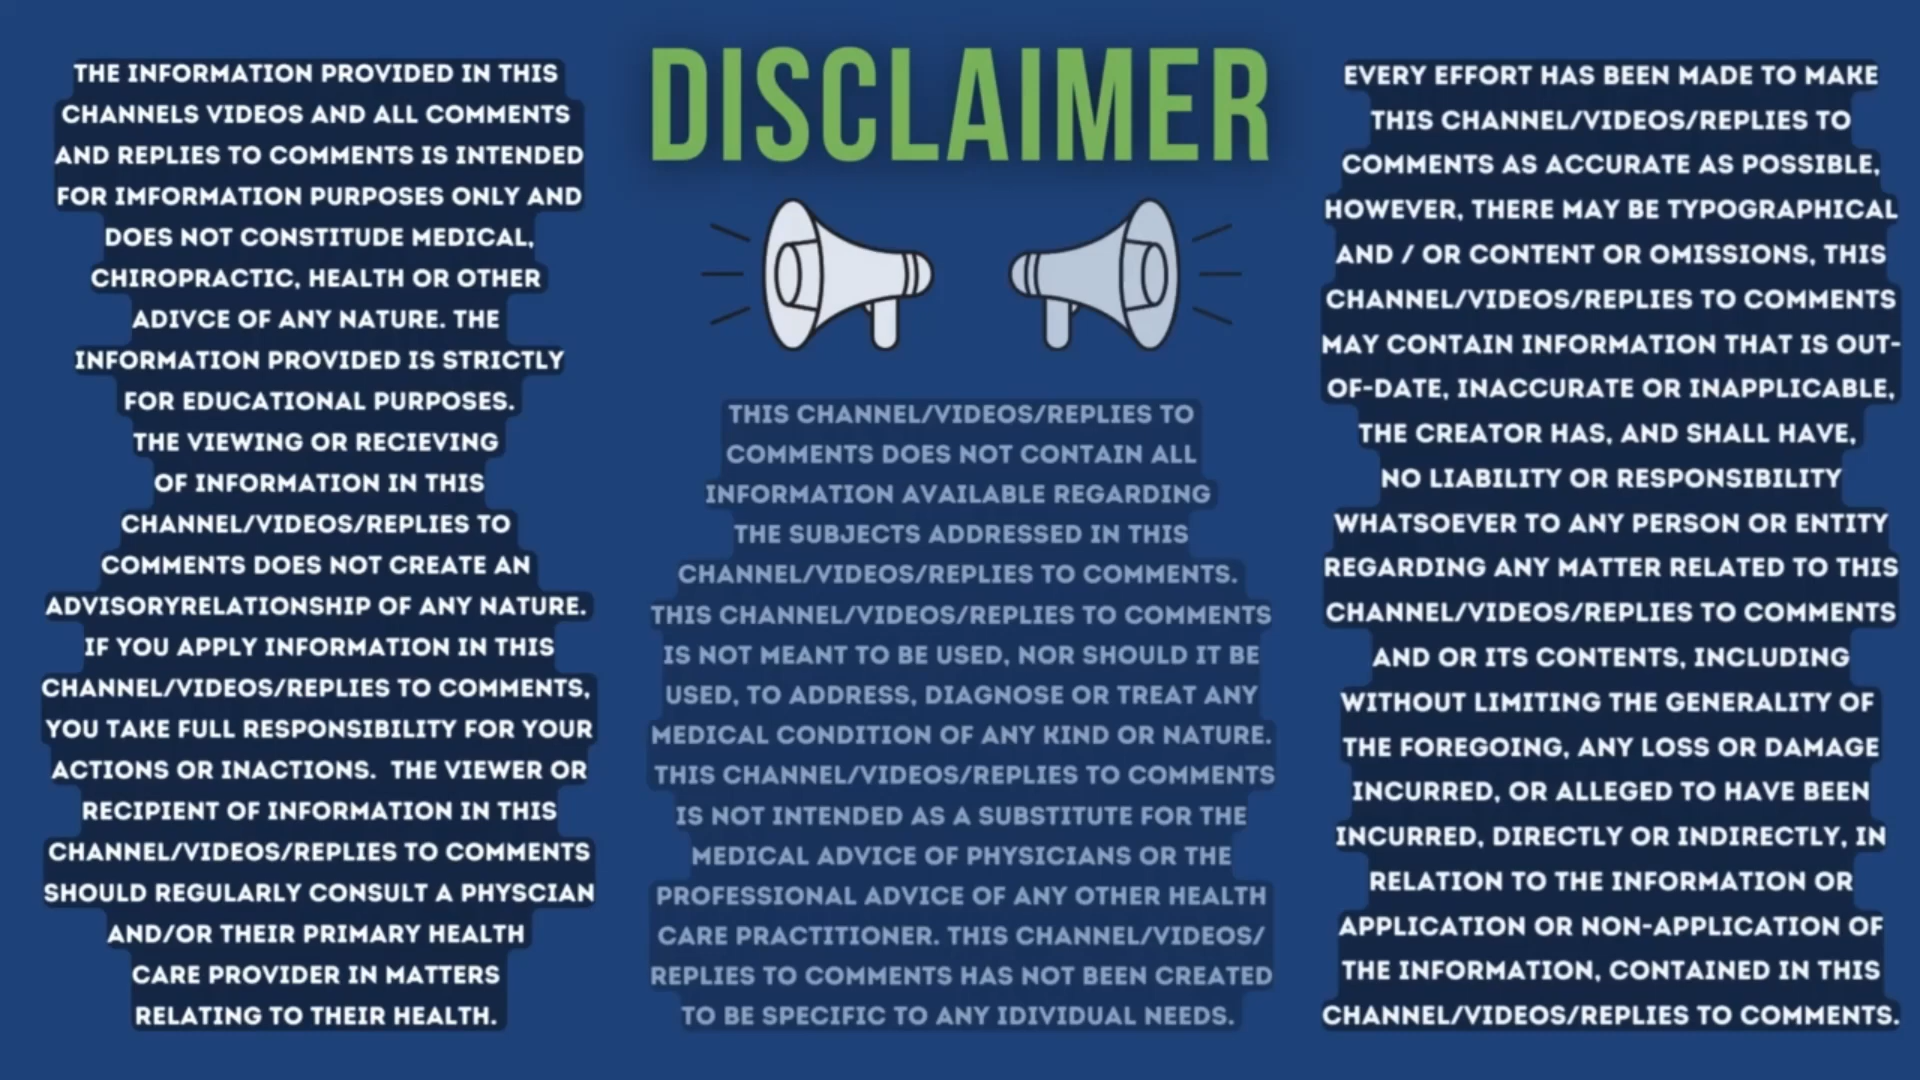 DISCLAIMER
THE INFORMATION PROVIDED IN THIS
CHANNELS VIDEOS AND ALL COMMENTS
AND REPLIES TO COMMENTS IS INTENDED
FOR IMFORMATION PURPOSES ONLY AND
DOES NOT CONSTITUDE MEDICAL,
CHIROPRACTIC, HEALTH OR OTHER
ADIVCE OF ANY NATURE. THE
INFORMATION PROVIDED IS STRICTLY
FOR EDUCATIONAL PURPOSES.
THE VIEWING OR RECIEVING
OF INFORMATION IN THIS
CHANNEL/VIDEOS/REPLIES TO
COMMENTS DOES NOT CREATE AN
ADVISORYRELATIONSHIP OF ANY NATURE.
IF YOU APPLY INFORMATION IN THIS
CHANNEL/VIDEOS/REPLIES TO COMMENTS,
YOU TAKE FULL RESPONSIBILITY FOR YOUR
ACTIONS OR INACTIONS. THE VIEWER OR
RECIPIENT OF INFORMATION IN THIS
CHANNEL/VIDEOS/REPLIES TO COMMENTS
SHOULD REGULARLY CONSULT A PHYSCIAN
AND/OR THEIR PRIMARY HEALTH
CARE PROVIDER IN MATTERS
RELATING TO THEIR HEALTH.
THIS CHANNEL/VIDEOS/REPLIES TO
COMMENTS DOES NOT CONTAIN ALL
INFORMATION AVAILABLE REGARDING
THE SUBJECTS ADDRESSED IN THIS
CHANNEL/VIDEOS/REPLIES TO COMMENTS.
THIS CHANNEL/VIDEOS/REPLIES TO COMMENTS
IS NOT MEANT TO BE USED, NOR SHOULD IT BE
USED, TO ADDRESS, DIAGNOSE OR TREAT ANY
MEDICAL CONDITION OF ANY KIND OR NATURE.
THIS CHANNEL/VIDEOS/REPLIES TO COMMENTS
IS NOT INTENDED AS A SUBSTITUTE FOR THE
MEDICAL ADVICE OF PHYSICIANS OR THE
PROFESSIONAL ADVICE OF ANY OTHER HEALTH
CARE PRACTITIONER. THIS CHANNEL/VIDEOS/
REPLIES TO COMMENTS HAS NOT BEEN CREATED
TO BE SPECIFIC TO ANY IDIVIDUAL NEEDS.
EVERY EFFORT HAS BEEN MADE TO MAKE
THIS CHANNEL/VIDEOS/REPLIES TO
COMMENTS AS ACCURATE AS POSSIBLE,
HOWEVER, THERE MAY BE TYPOGRAPHICAL
AND / OR CONTENT OR OMISSIONS, THIS
CHANNEL/VIDEOS/REPLIES TO COMMENTS
MAY CONTAIN INFORMATION THAT IS OUT-
OF-DATE, INACCURATE OR INAPPLICABLE,
THE CREATOR HAS, AND SHALL HAVE,
NO LIABILITY OR RESPONSIBILITY
WHATSOEVER TO ANY PERSON OR ENTITY
REGARDING ANY MATTER RELATED TO THIS
CHANNEL/VIDEOS/REPLIES TO COMMENTS
AND OR ITS CONTENTS, INCLUDING
WITHOUT LIMITING THE GENERALITY OF
THE FOREGOING, ANY LOSS OR DAMAGE
INCURRED, OR ALLEGED TO HAVE BEEN
INCURRED, DIRECTLY OR INDIRECTLY, IN
RELATION TO THE INFORMATION OR
APPLICATION OR NON-APPLICATION OF
THE INFORMATION, CONTAINED IN THIS
CHANNEL/VIDEOS/REPLIES TO COMMENTS.